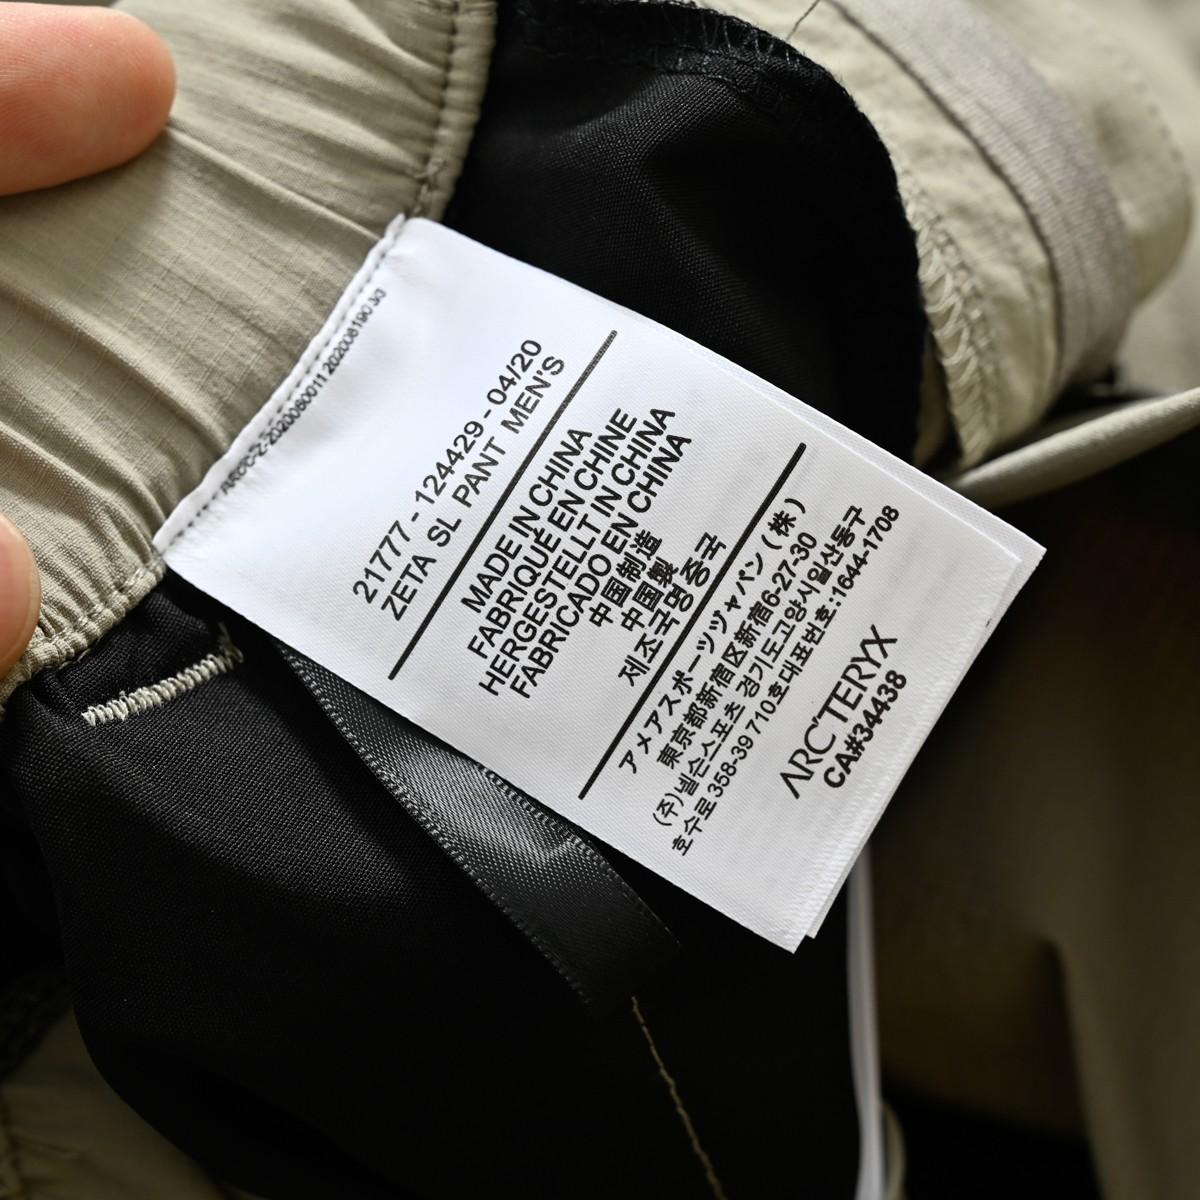 21777 - 124429 - 04/20
ZETA SL PANT MEN'S
MADE IN CHINA
FABRIQUÉ EN CHINE
HERGESTELLT IN CHINA
FABRICADO EN CHINA
中国制造
中国製
제조국명 중국
アメアスポーツジャパン(株)
東京都新宿区新宿6-27-30
(주)넬슨스포츠 경기도고양시일산동구
호수로 358-39 710호대표번호:1644-1708
ARC'TERYX
CA#34438